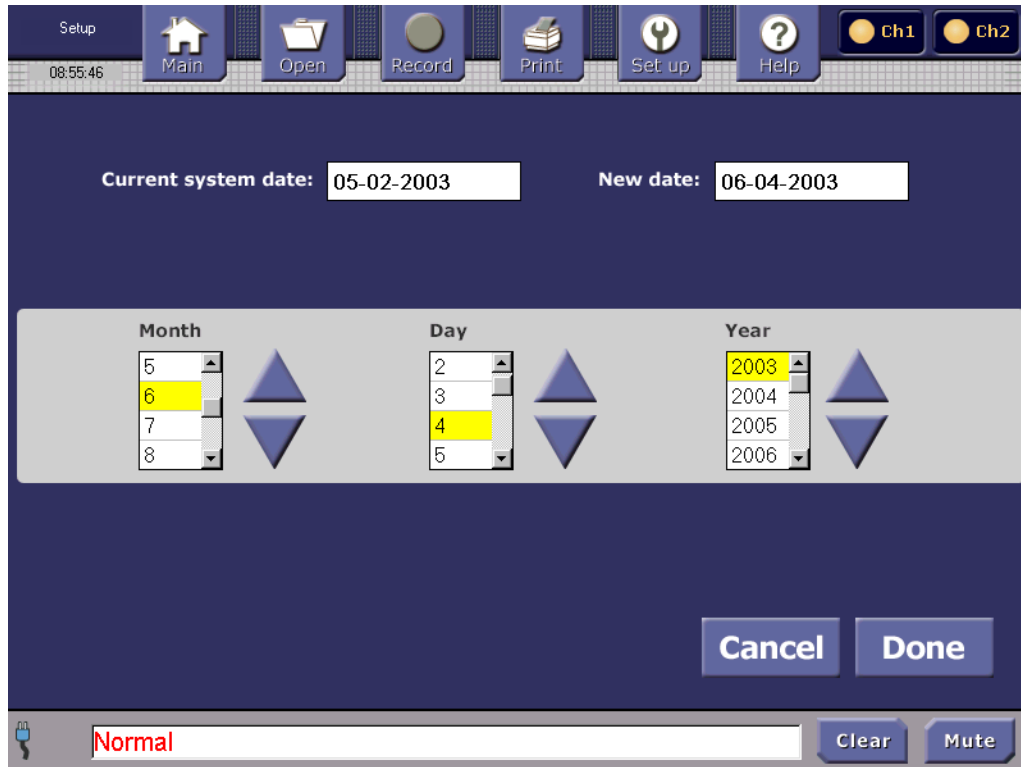 Setup
08:55:46
Main Open Record Print Set up Help Ch1 Ch2
Current system date: 05-02-2003 New date: 06-04-2003
Month Day Year
5 2 2003
6 3 2004
7 4 2005
8 5 2006
Cancel Done
Normal Clear Mute